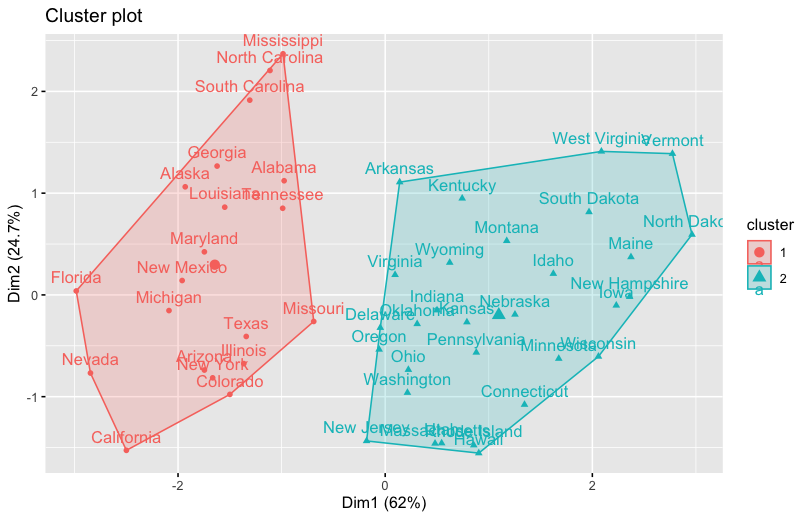 Cluster plot
Mississippi
North Carolina
South Carolina
Georgia
Alaska
Alabama
Louisiana
Tennessee
Maryland
New Mexico
Florida
Michigan
Missouri
Texas
Illinois
Arizona
New York
Nevada
Colorado
California
West Virginia
Vermont
Arkansas
Kentucky
South Dakota
North Dako
Montana
Maine
Wyoming
Idaho
Virginia
New Hampshire
Iowa
Indiana
Nebraska
Oklahoma
Kansas
Delaware
Oregon
Pennsylvania
Minnesota
Wisconsin
Ohio
Washington
Connecticut
New Jersey
Massachusetts
Utah
Rhode Island
Hawaii
2
1
0
-1
-2
0
2
Dim1 (62%)
Dim2 (24.7%)
cluster
a
1
a
2